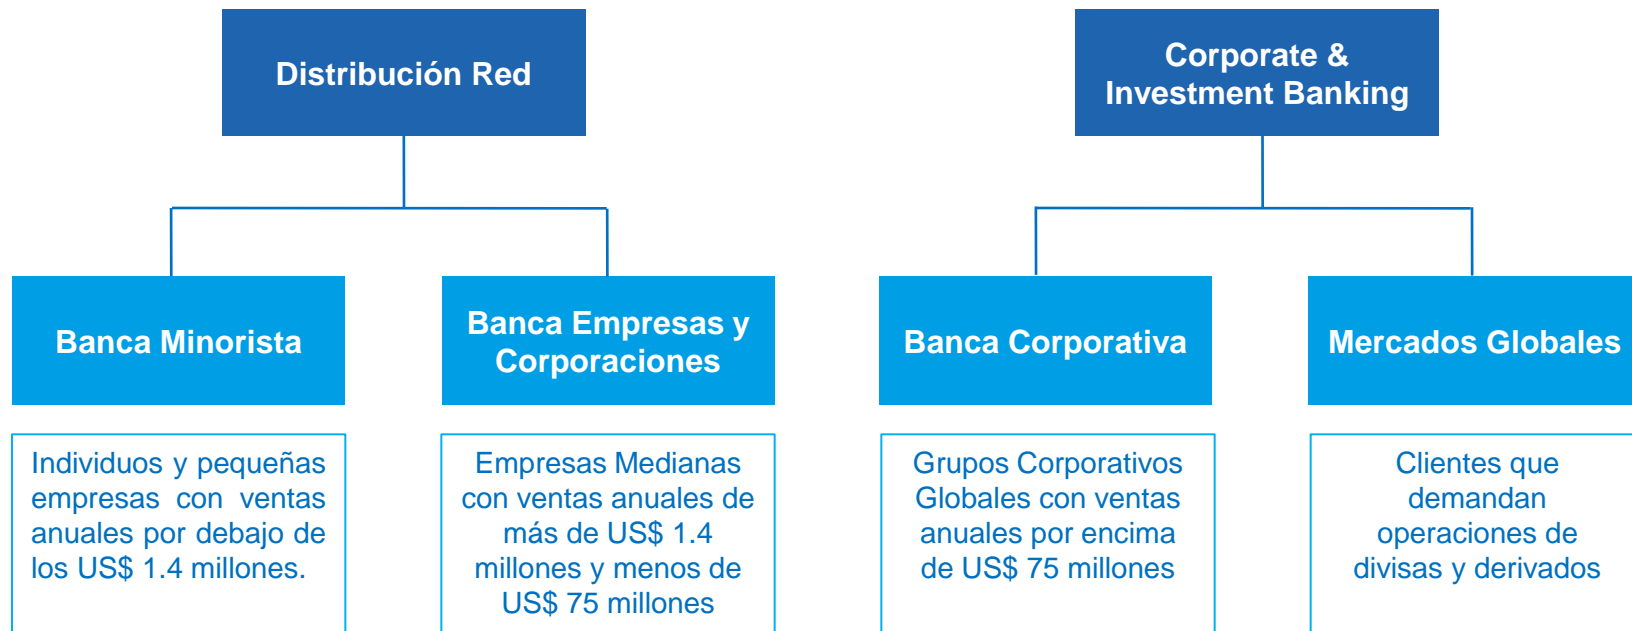 Distribución Red
Corporate &
Investment Banking
Banca Minorista
Banca Empresas y
Corporaciones
Banca Corporativa
Mercados Globales
Individuos y pequeñas
empresas con ventas
anuales por debajo de
los US$ 1.4 millones.
Empresas Medianas
con ventas anuales de
más de US$ 1.4
millones y menos de
US$ 75 millones
Grupos Corporativos
Globales con ventas
anuales por encima
de US$ 75 millones
Clientes que
demandan
operaciones de
divisas y derivados